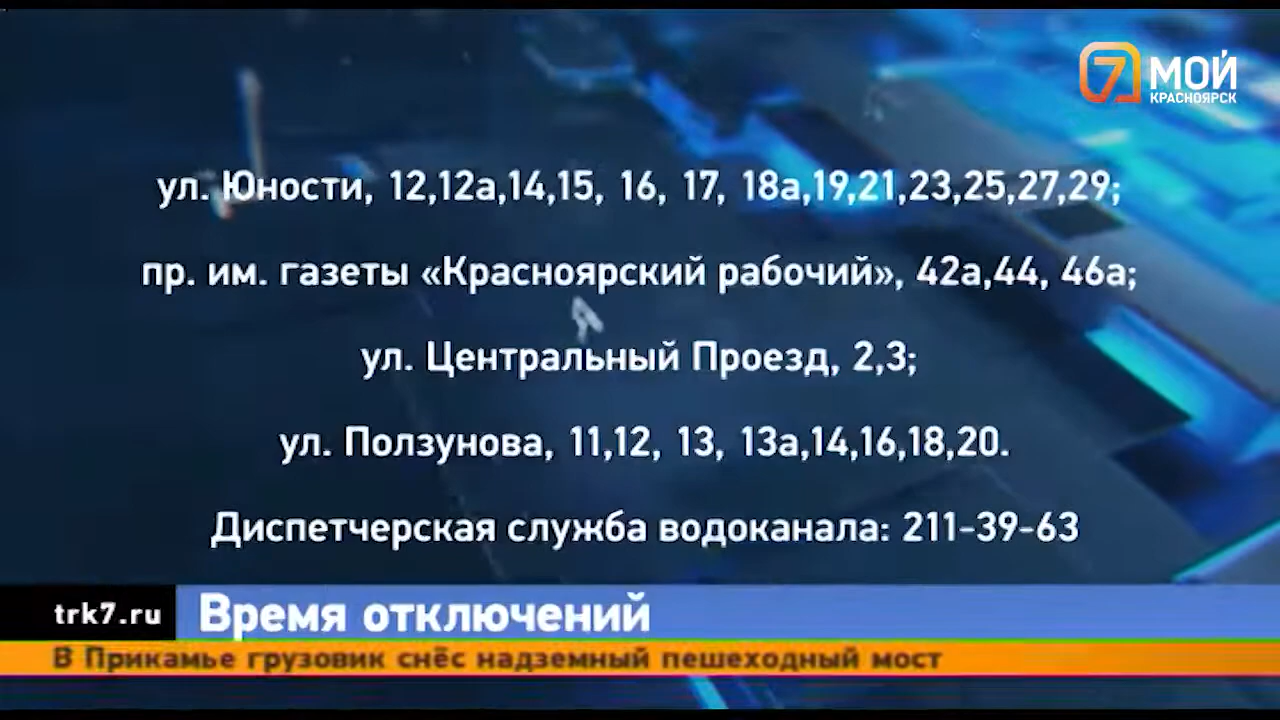 7 МОЙ
КРАСНОЯРСК
ул. Юности, 12,12а,14,15, 16, 17, 18а,19,21,23,25,27,29;
пр. им. газеты «Красноярский рабочий», 42а,44, 46а;
ул. Центральный Проезд, 2,3;
ул. Ползунова, 11,12, 13, 13а,14,16,18,20.
Диспетчерская служба водоканала: 211-39-63
trk7.ru Время отключений
В Прикамье грузовик снёс надземный пешеходный мост